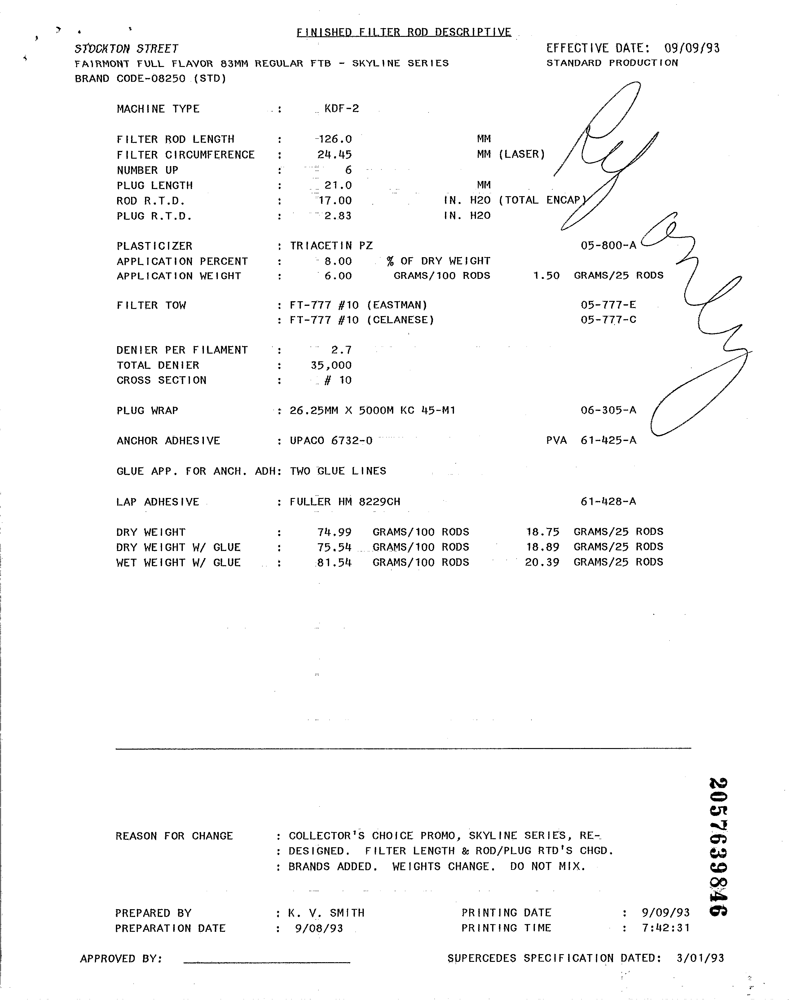 FINISHED FILTER ROD DESCRIPTIVE
STOCKTON STREET EFFECTIVE DATE: 09/09/93
FAIRMONT FULL FLAVOR 83MM REGULAR FTB - SKYLINE SERIES STANDARD PRODUCTION
BRAND CODE-08250 (STD)
MACHINE TYPE : KDF-2
FILTER ROD LENGTH : 126.0 MM
FILTER CIRCUMFERENCE : 24.45 MM (LASER)
NUMBER UP : 6
PLUG LENGTH : 21.0 MM
ROD R.T.D. : 17.00 IN. H2O (TOTAL ENCAP)
PLUG R.T.D. : 2.83 IN. H2O
PLASTICIZER : TRIACETIN PZ 05-800-A
APPLICATION PERCENT : 8.00 % OF DRY WEIGHT
APPLICATION WEIGHT : 6.00 GRAMS/100 RODS 1.50 GRAMS/25 RODS
FILTER TOW : FT-777 #10 (EASTMAN) 05-777-E
: FT-777 #10 (CELANESE) 05-777-C
DENIER PER FILAMENT : 2.7
TOTAL DENIER : 35,000
CROSS SECTION : # 10
PLUG WRAP : 26.25MM X 5000M KC 45-M1 06-305-A
ANCHOR ADHESIVE : UPACO 6732-0 PVA 61-425-A
GLUE APP. FOR ANCH. ADH: TWO GLUE LINES
LAP ADHESIVE : FULLER HM 8229CH 61-428-A
DRY WEIGHT : 74.99 GRAMS/100 RODS 18.75 GRAMS/25 RODS
DRY WEIGHT W/ GLUE : 75.54 GRAMS/100 RODS 18.89 GRAMS/25 RODS
WET WEIGHT W/ GLUE : 81.54 GRAMS/100 RODS 20.39 GRAMS/25 RODS
REASON FOR CHANGE : COLLECTOR'S CHOICE PROMO, SKYLINE SERIES, RE-
: DESIGNED. FILTER LENGTH & ROD/PLUG RTD'S CHGD.
: BRANDS ADDED. WEIGHTS CHANGE. DO NOT MIX.
PREPARED BY : K. V. SMITH PRINTING DATE : 9/09/93
PREPARATION DATE : 9/08/93 PRINTING TIME : 7:42:31
APPROVED BY: SUPERCEDES SPECIFICATION DATED: 3/01/93
2057639846